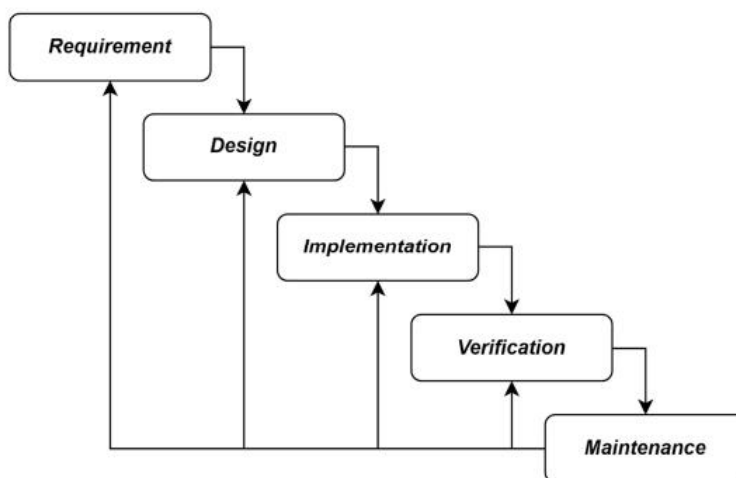 Requirement
Design
Implementation
Verification
Maintenance